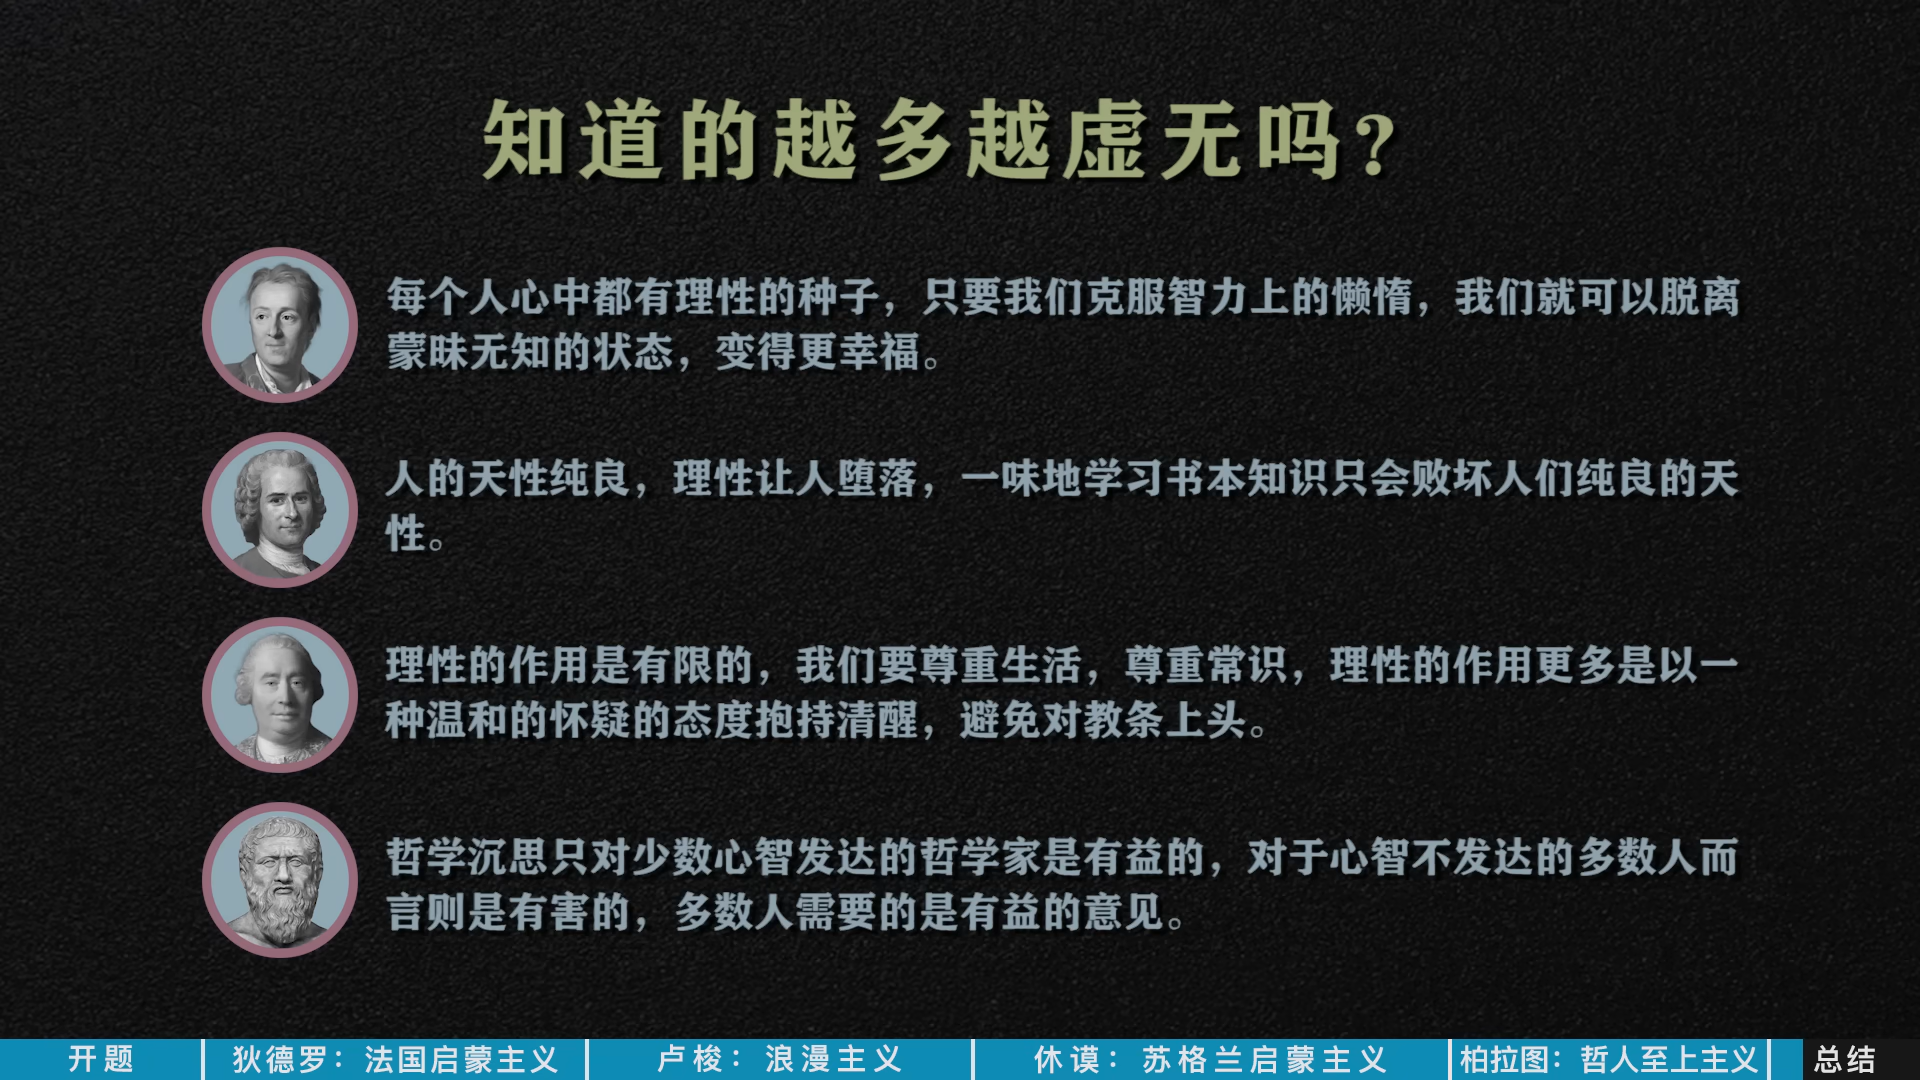 知道的越多越虚无吗?
每个人心中都有理性的种子，只要我们克服智力上的懒惰，我们就可以脱离
蒙昧无知的状态，变得更幸福。
人的天性纯良，理性让人堕落，一味地学习书本知识只会败坏人们纯良的天
性。
理性的作用是有限的，我们要尊重生活，尊重常识，理性的作用更多是以一
种温和的怀疑的态度抱持清醒，避免对教条上头。
哲学沉思只对少数心智发达的哲学家是有益的，对于心智不发达的多数人而
言则是有害的，多数人需要的是有益的意见。
开题
狄德罗：法国启蒙主义
卢梭：浪漫主义
休谟：苏格兰启蒙主义
柏拉图：哲人至上主义
总结